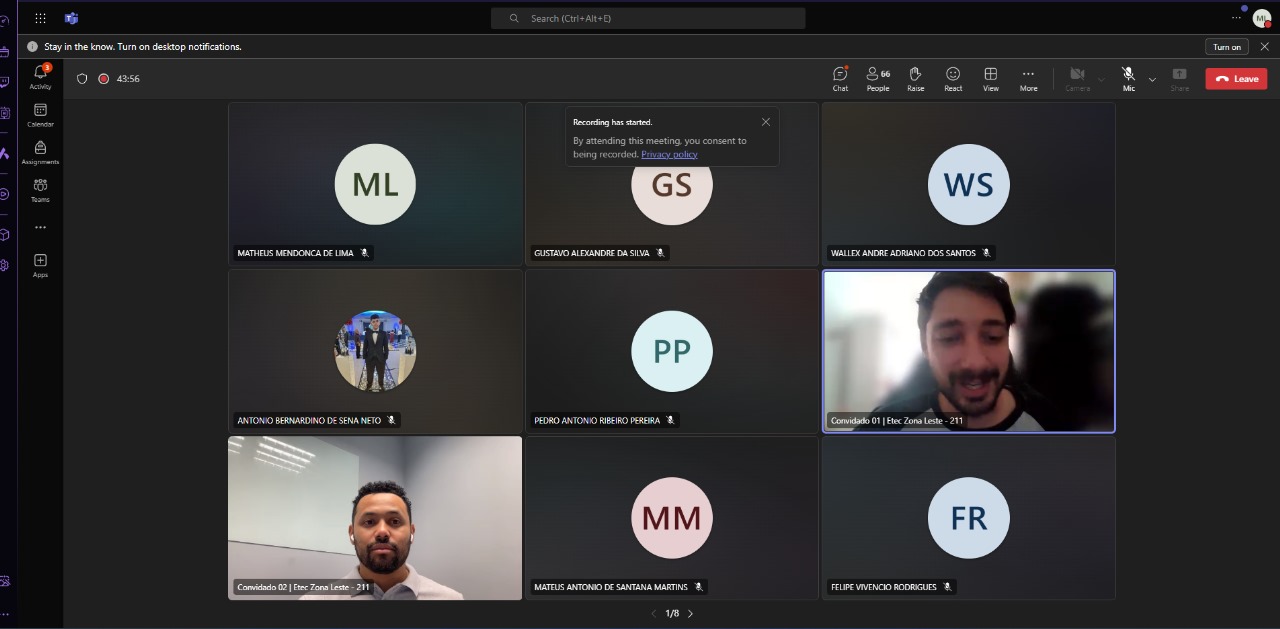 Search (Ctrl+Alt+E)
ML
Stay in the know. Turn on desktop notifications.
Turn on
3
Activity
Calendar
Assignments
Teams
Apps
43:56
Chat
66
People
Raise
React
View
More
Camera
Mic
Share
Leave
Recording has started.
By attending this meeting, you consent to
being recorded. Privacy policy
ML
MATHEUS MENDONCA DE LIMA
GS
GUSTAVO ALEXANDRE DA SILVA
WS
WALLEX ANDRE ADRIANO DOS SANTOS
ANTONIO BERNARDINO DE SENA NETO
PP
PEDRO ANTONIO RIBEIRO PEREIRA
Convidado 01 | Etec Zona Leste - 211
Convidado 02 | Etec Zona Leste - 211
MM
MATEUS ANTONIO DE SANTANA MARTINS
FR
FELIPE VIVENCIO RODRIGUES
1/8